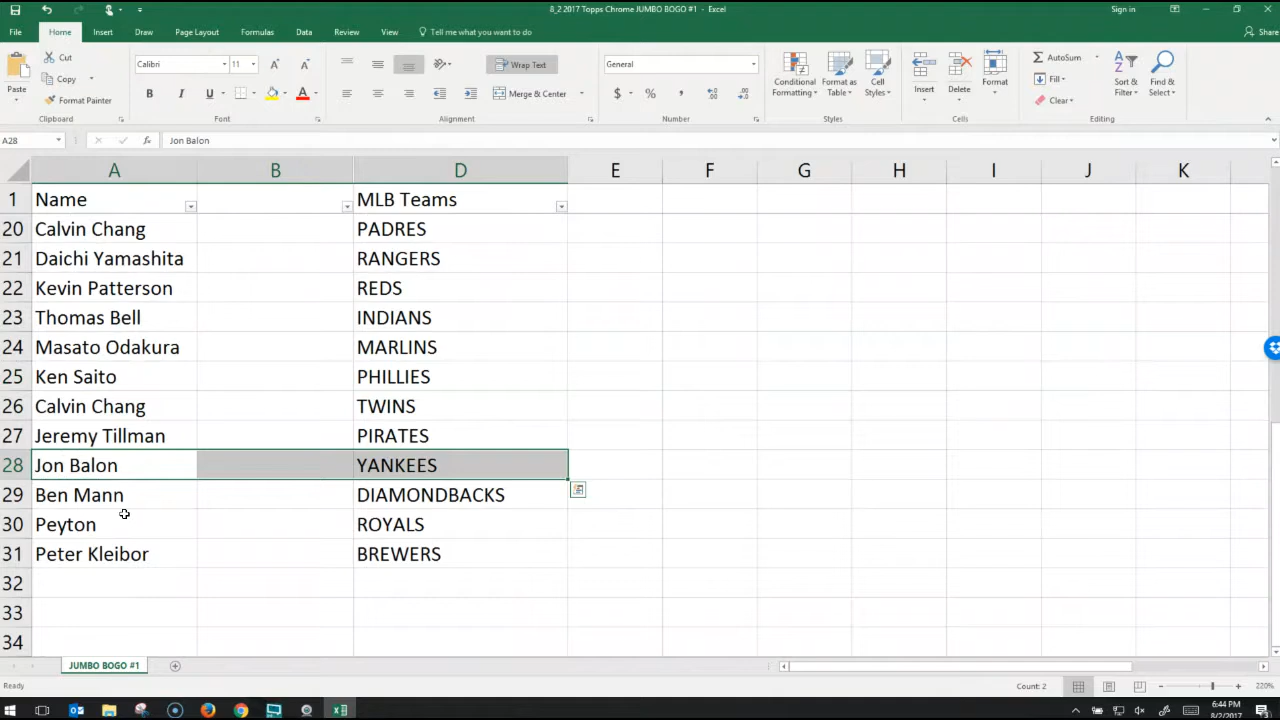 8_2 2017 Topps Chrome JUMBO BOGO #1 - Excel
Sign in
File Home Insert Draw Page Layout Formulas Data Review View Tell me what you want to do
Share
Paste
Cut
Copy
Format Painter
Clipboard
Calibri 11
B I U
Font
Wrap Text
Merge & Center
Alignment
General
$ % ,
Number
Conditional Formatting
Format as Table
Cell Styles
Styles
Insert Delete Format
Cells
AutoSum
Fill
Clear
Sort & Filter
Find & Select
Editing
A28 fx Jon Balon
A B D E F G H I J K
1 Name MLB Teams
20 Calvin Chang PADRES
21 Daichi Yamashita RANGERS
22 Kevin Patterson REDS
23 Thomas Bell INDIANS
24 Masato Odakura MARLINS
25 Ken Saito PHILLIES
26 Calvin Chang TWINS
27 Jeremy Tillman PIRATES
28 Jon Balon YANKEES
29 Ben Mann DIAMONDBACKS
30 Peyton ROYALS
31 Peter Kleibor BREWERS
32
33
34
JUMBO BOGO #1
Ready
Count: 2
220%
6:44 PM
8/2/2017